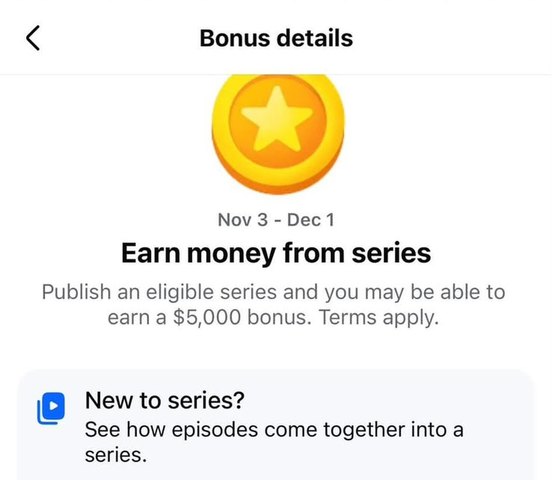 Bonus details
Nov 3 - Dec 1
Earn money from series
Publish an eligible series and you may be able to
earn a $5,000 bonus. Terms apply.
New to series?
See how episodes come together into a
series.